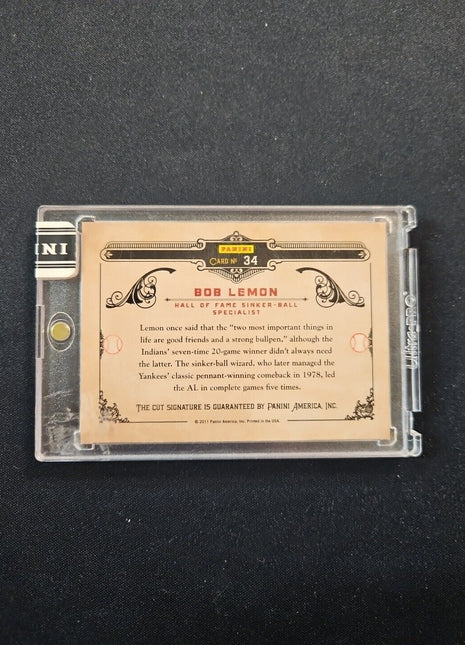 INI
PANINI
CARD Nº 34
BOB LEMON
HALL OF FAME SINKER-BALL
SPECIALIST
Lemon once said that the “two most important things in
life are good friends and a strong bullpen,” although the
Indians’ seven-time 20-game winner didn’t always need
the latter. The sinker-ball wizard, who later managed the
Yankees’ classic pennant-winning comeback in 1978, led
the AL in complete games five times.
THE CUT SIGNATURE IS GUARANTEED BY PANINI AMERICA, INC.
© 2011 Panini America, Inc. Printed in the USA.